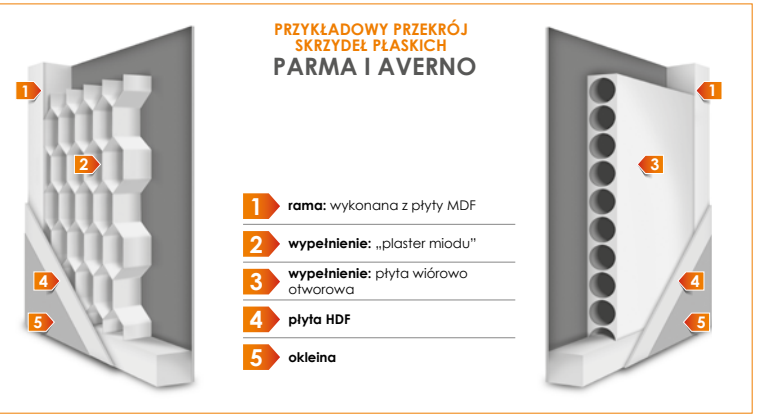 PRZYKŁADOWY PRZEKRÓJ
SKRZYDEŁ PŁASKICH
PARMA I AVERNO
1
2
4
5
1 rama: wykonana z płyty MDF
2 wypełnienie: „plaster miodu”
3 wypełnienie: płyta wiórowo
otworowa
4 płyta HDF
5 okleina
1
3
4
5